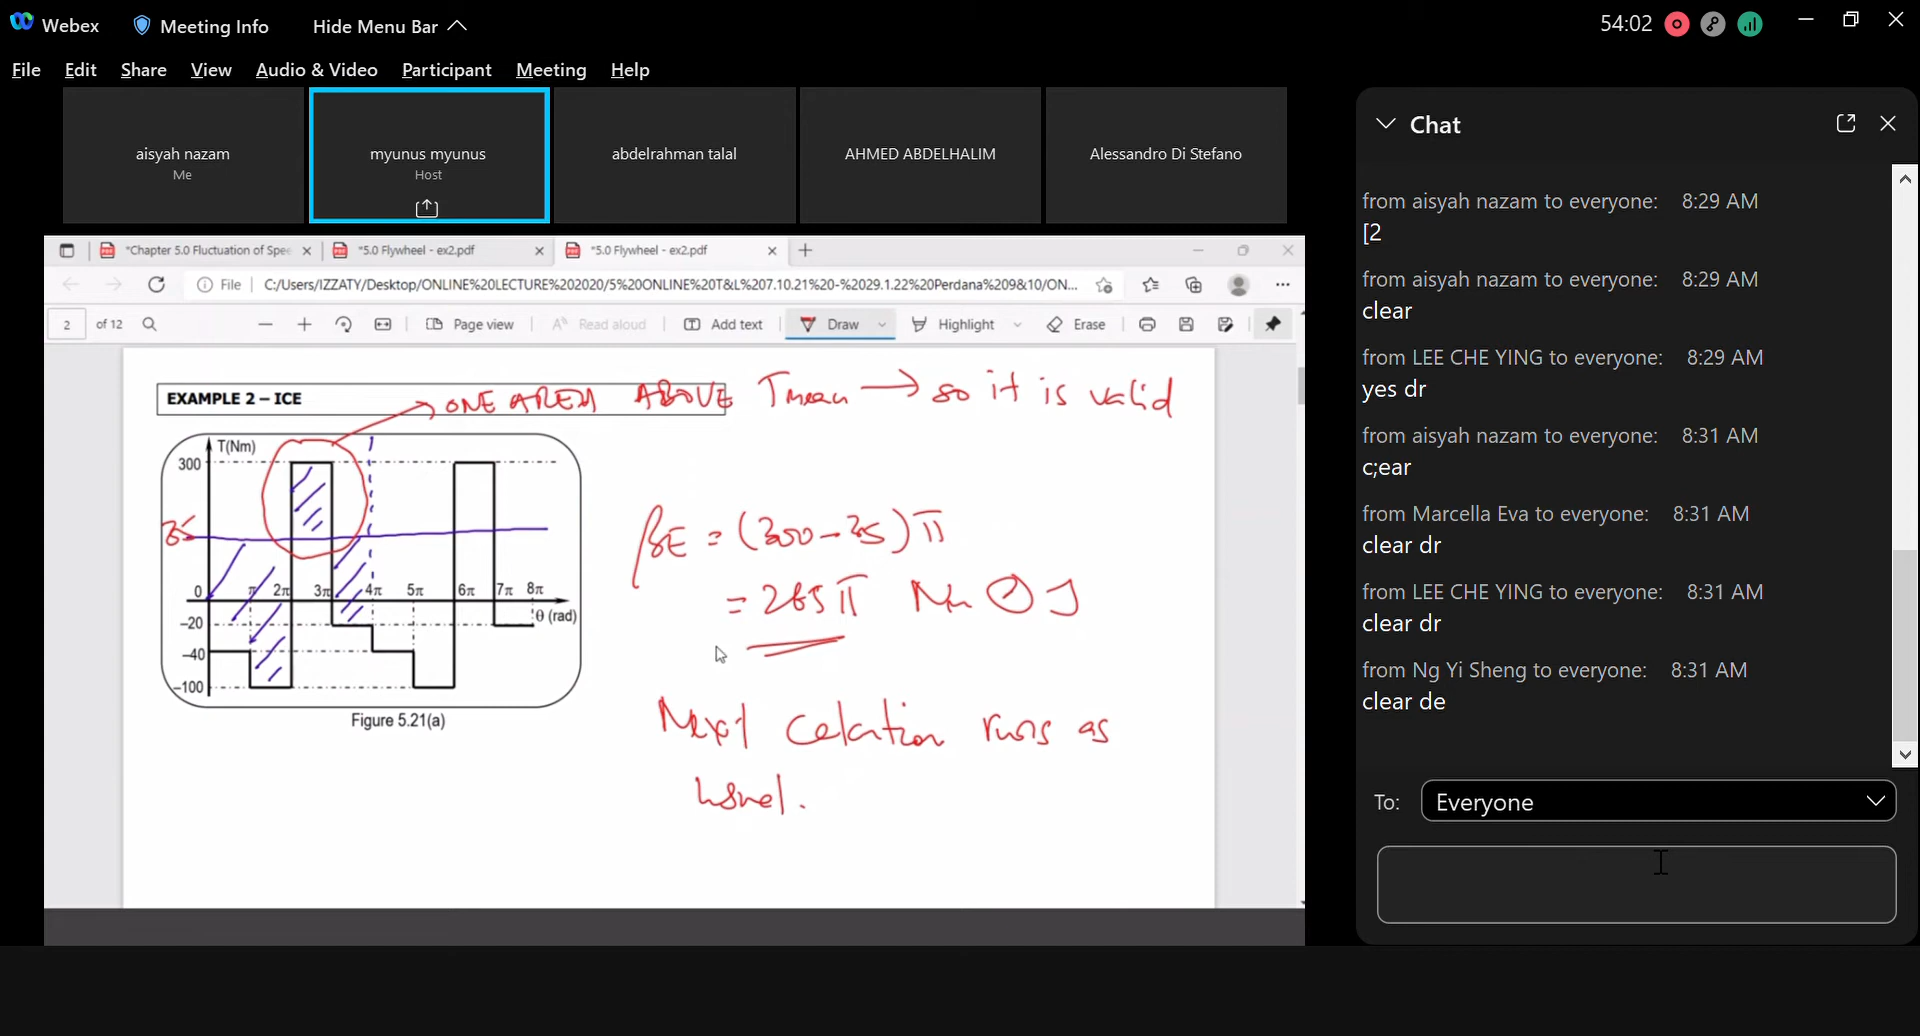 Webex Meeting Info Hide Menu Bar 54:02
File Edit Share View Audio & Video Participant Meeting Help
aisyah nazam
Me
myunus myunus
Host
abdelrahman talal
AHMED ABDELHALIM
Alessandro Di Stefano
*Chapter 5.0 Fluctuation of Spee
*5.0 Flywheel - ex2.pdf
*5.0 Flywheel - ex2.pdf
File C:/Users/IZZATY/Desktop/ONLINE%20LECTURE%202020/5%20ONLINE%20T&L%207.10.21%20-%2029.1.22%20Perdana%209&10/ON...
2 of 12 Page view Read aloud Add text Draw Highlight Erase
EXAMPLE 2 – ICE
ONE AREA ABOVE Tmean → so it is valid
T(Nm)
300
35
0 π 2π 3π 4π 5π 6π 7π 8π
θ (rad)
–20
–40
–100
Figure 5.21(a)
βE = (300-35)π
= 265π Nm J
Next runs as
Chat
from aisyah nazam to everyone: 8:29 AM
[2
from aisyah nazam to everyone: 8:29 AM
clear
from LEE CHE YING to everyone: 8:29 AM
yes dr
from aisyah nazam to everyone: 8:31 AM
c;ear
from Marcella Eva to everyone: 8:31 AM
clear dr
from LEE CHE YING to everyone: 8:31 AM
clear dr
from Ng Yi Sheng to everyone: 8:31 AM
clear de
To: Everyone